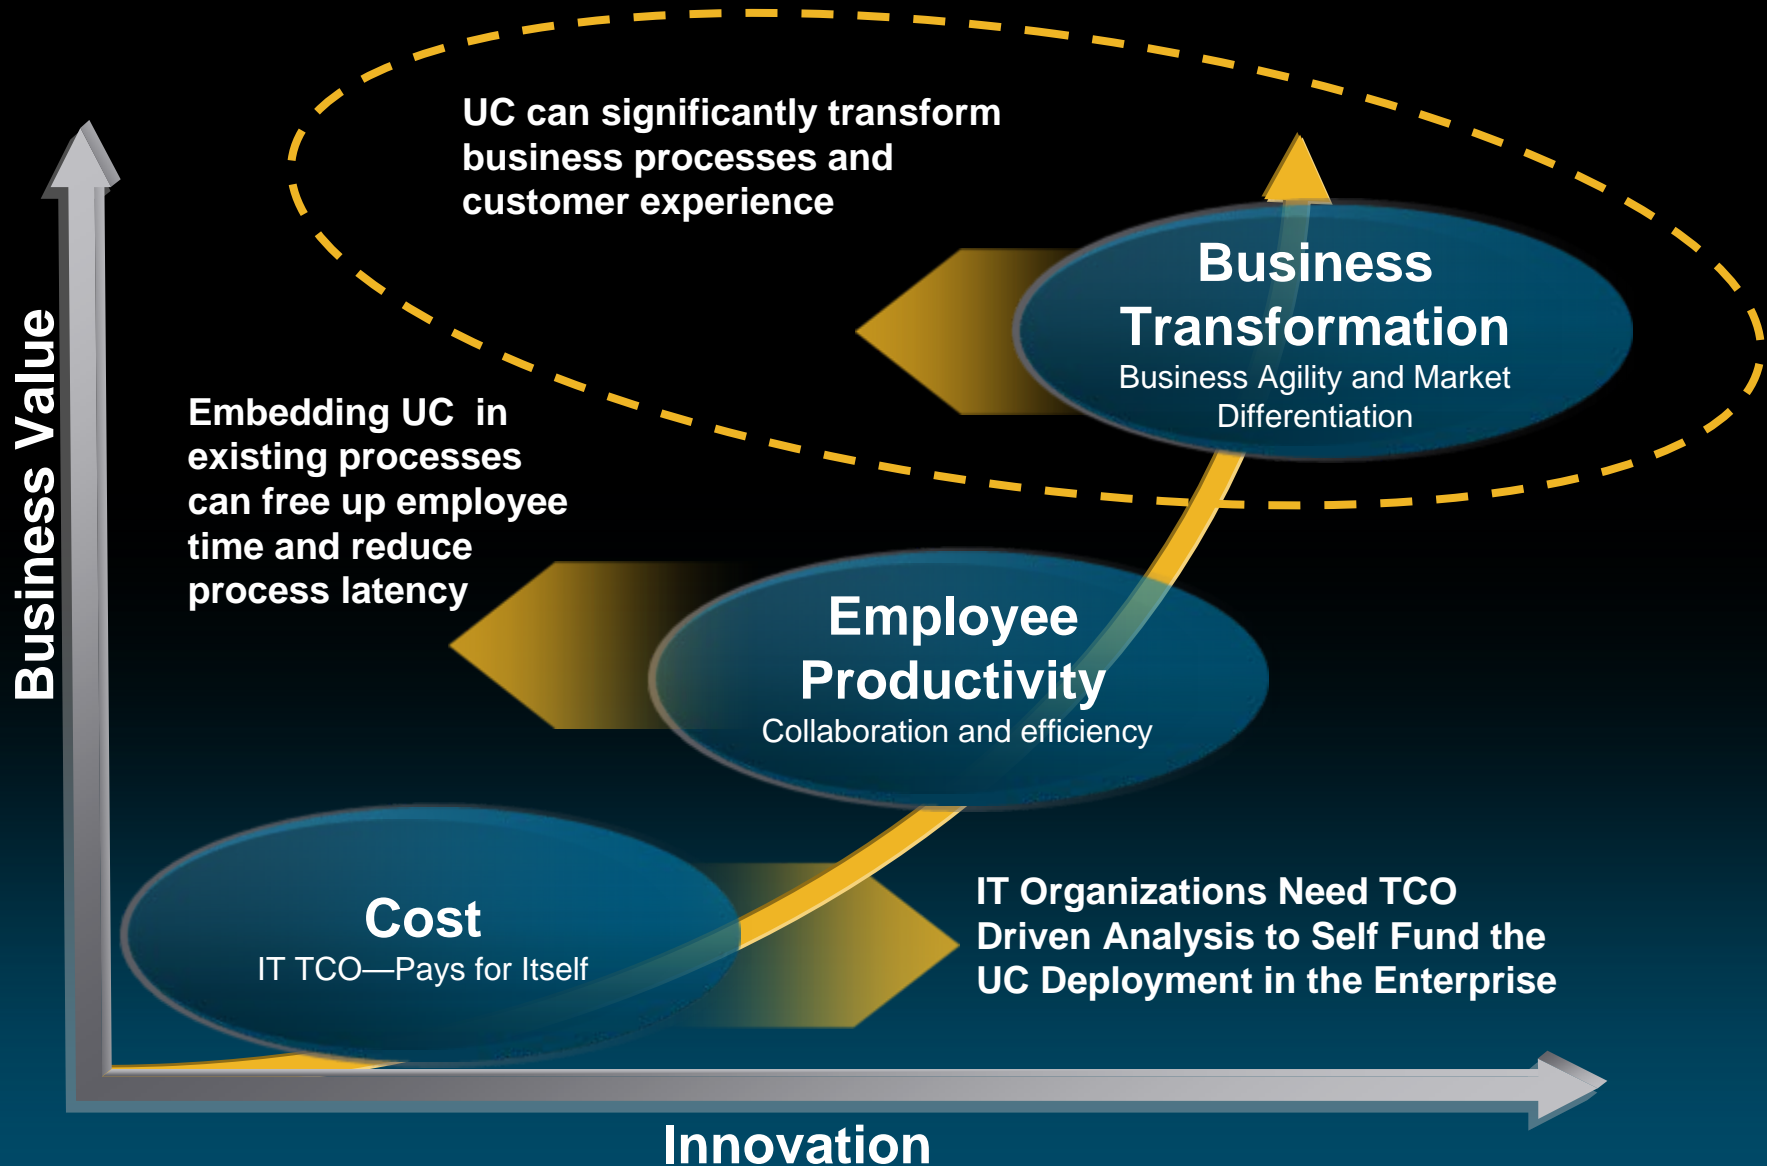 UC can significantly transform
business processes and
customer experience
Business
Transformation
Business Agility and Market
Differentiation
Business Value
Embedding UC  in
existing processes
can free up employee
time and reduce
process latency
Employee
Productivity
Collaboration and efficiency
Cost
IT TCO—Pays for Itself
IT Organizations Need TCO
Driven Analysis to Self Fund the
UC Deployment in the Enterprise
Innovation